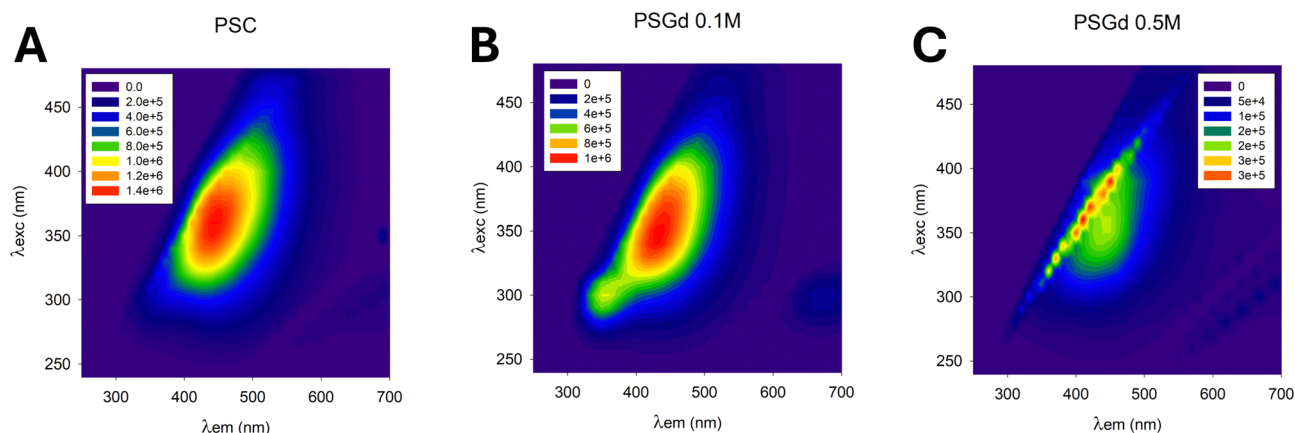 A
PSC
0.0
2.0e+5
4.0e+5
6.0e+5
8.0e+5
1.0e+6
1.2e+6
1.4e+6
450
400
350
300
250
λexc (nm)
300
400
500
600
700
λem (nm)
B
PSGd 0.1M
0
2e+5
4e+5
6e+5
8e+5
1e+6
450
400
350
300
250
λexc (nm)
300
400
500
600
700
λem (nm)
C
PSGd 0.5M
0
5e+4
1e+5
2e+5
2e+5
3e+5
3e+5
450
400
350
300
250
λexc (nm)
300
400
500
600
700
λem (nm)